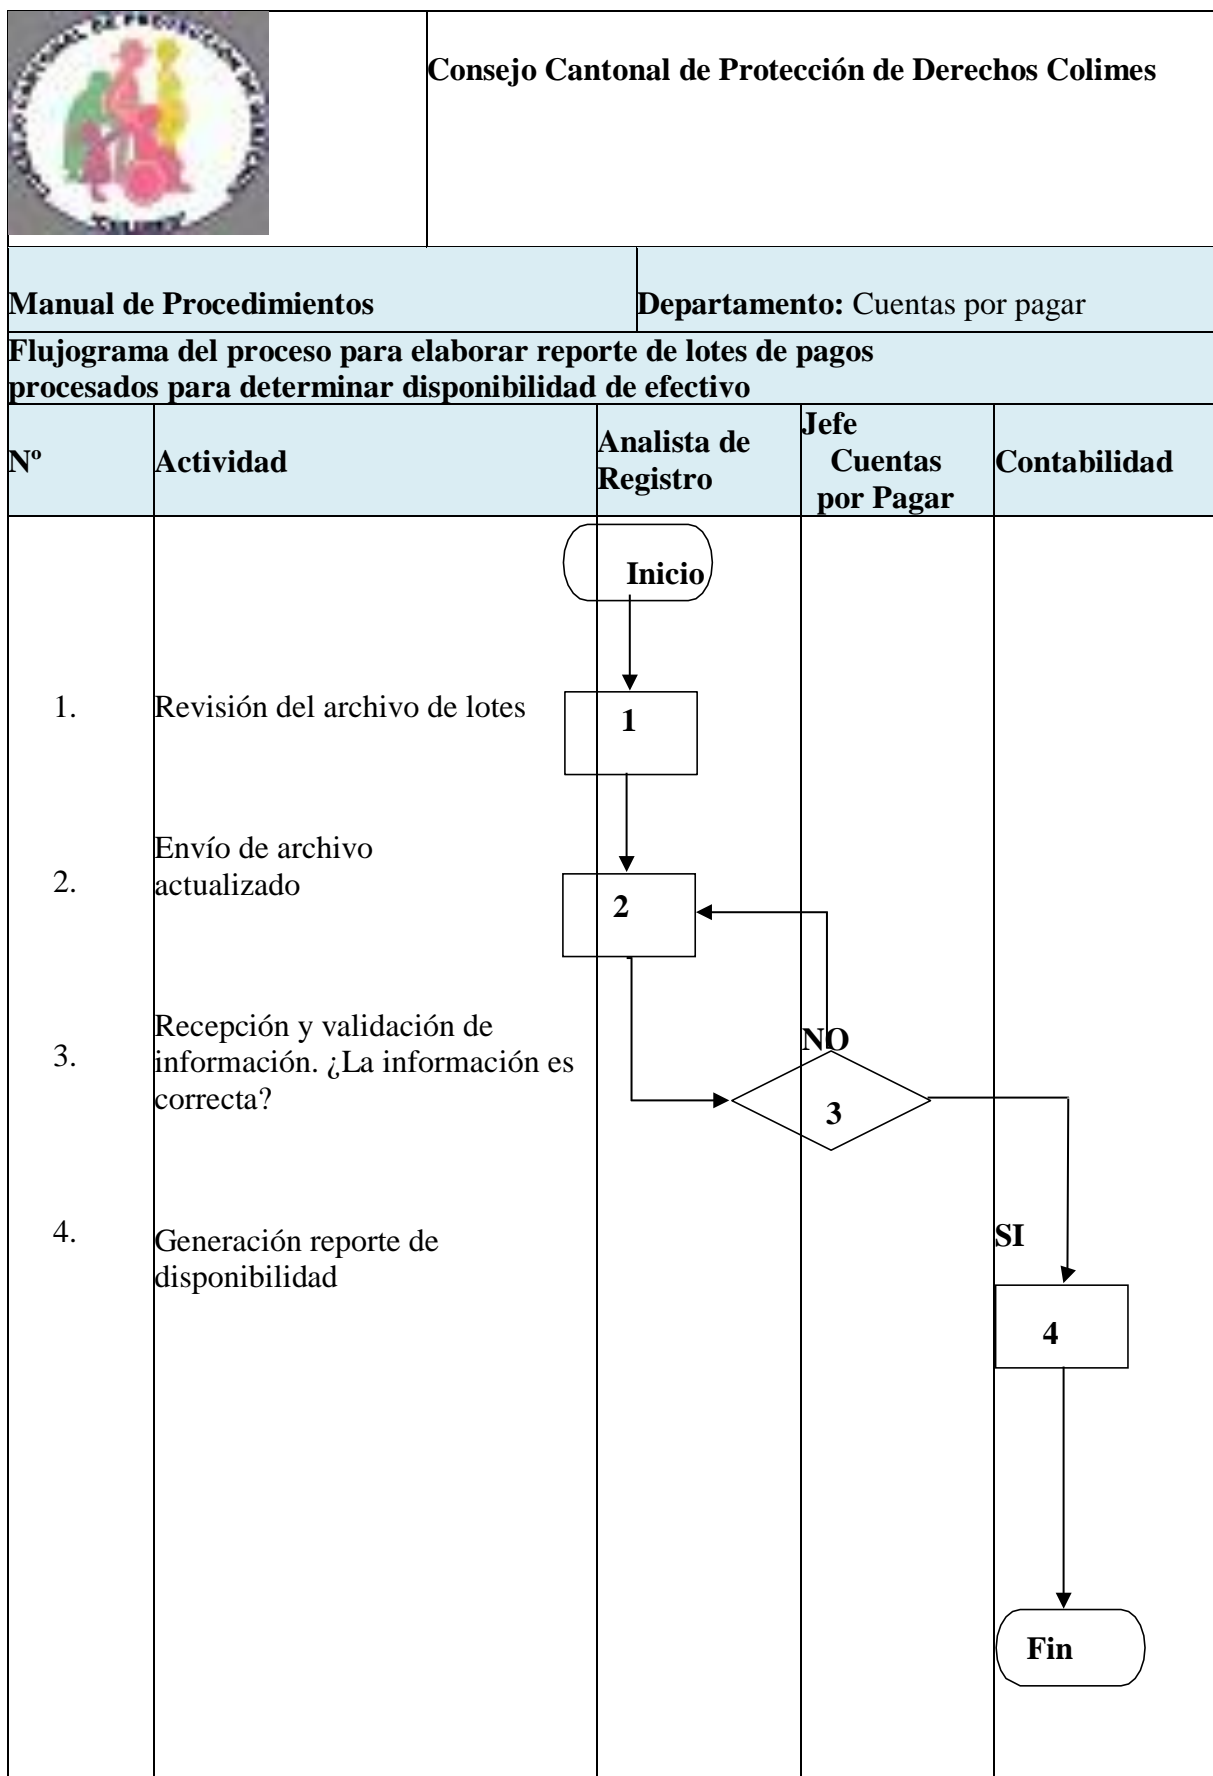 Consejo Cantonal de Protección de Derechos Colimes
Manual de Procedimientos
Departamento: Cuentas por pagar
Flujograma del proceso para elaborar reporte de lotes de pagos
procesados para determinar disponibilidad de efectivo
Nº
Actividad
Analista de
Registro
Jefe
Cuentas
por Pagar
Contabilidad
Inicio
1.
Revisión del archivo de lotes
1
2.
Envío de archivo
actualizado
2
3.
Recepción y validación de
información. ¿La información es
correcta?
NO
3
4.
Generación reporte de
disponibilidad
SI
4
Fin